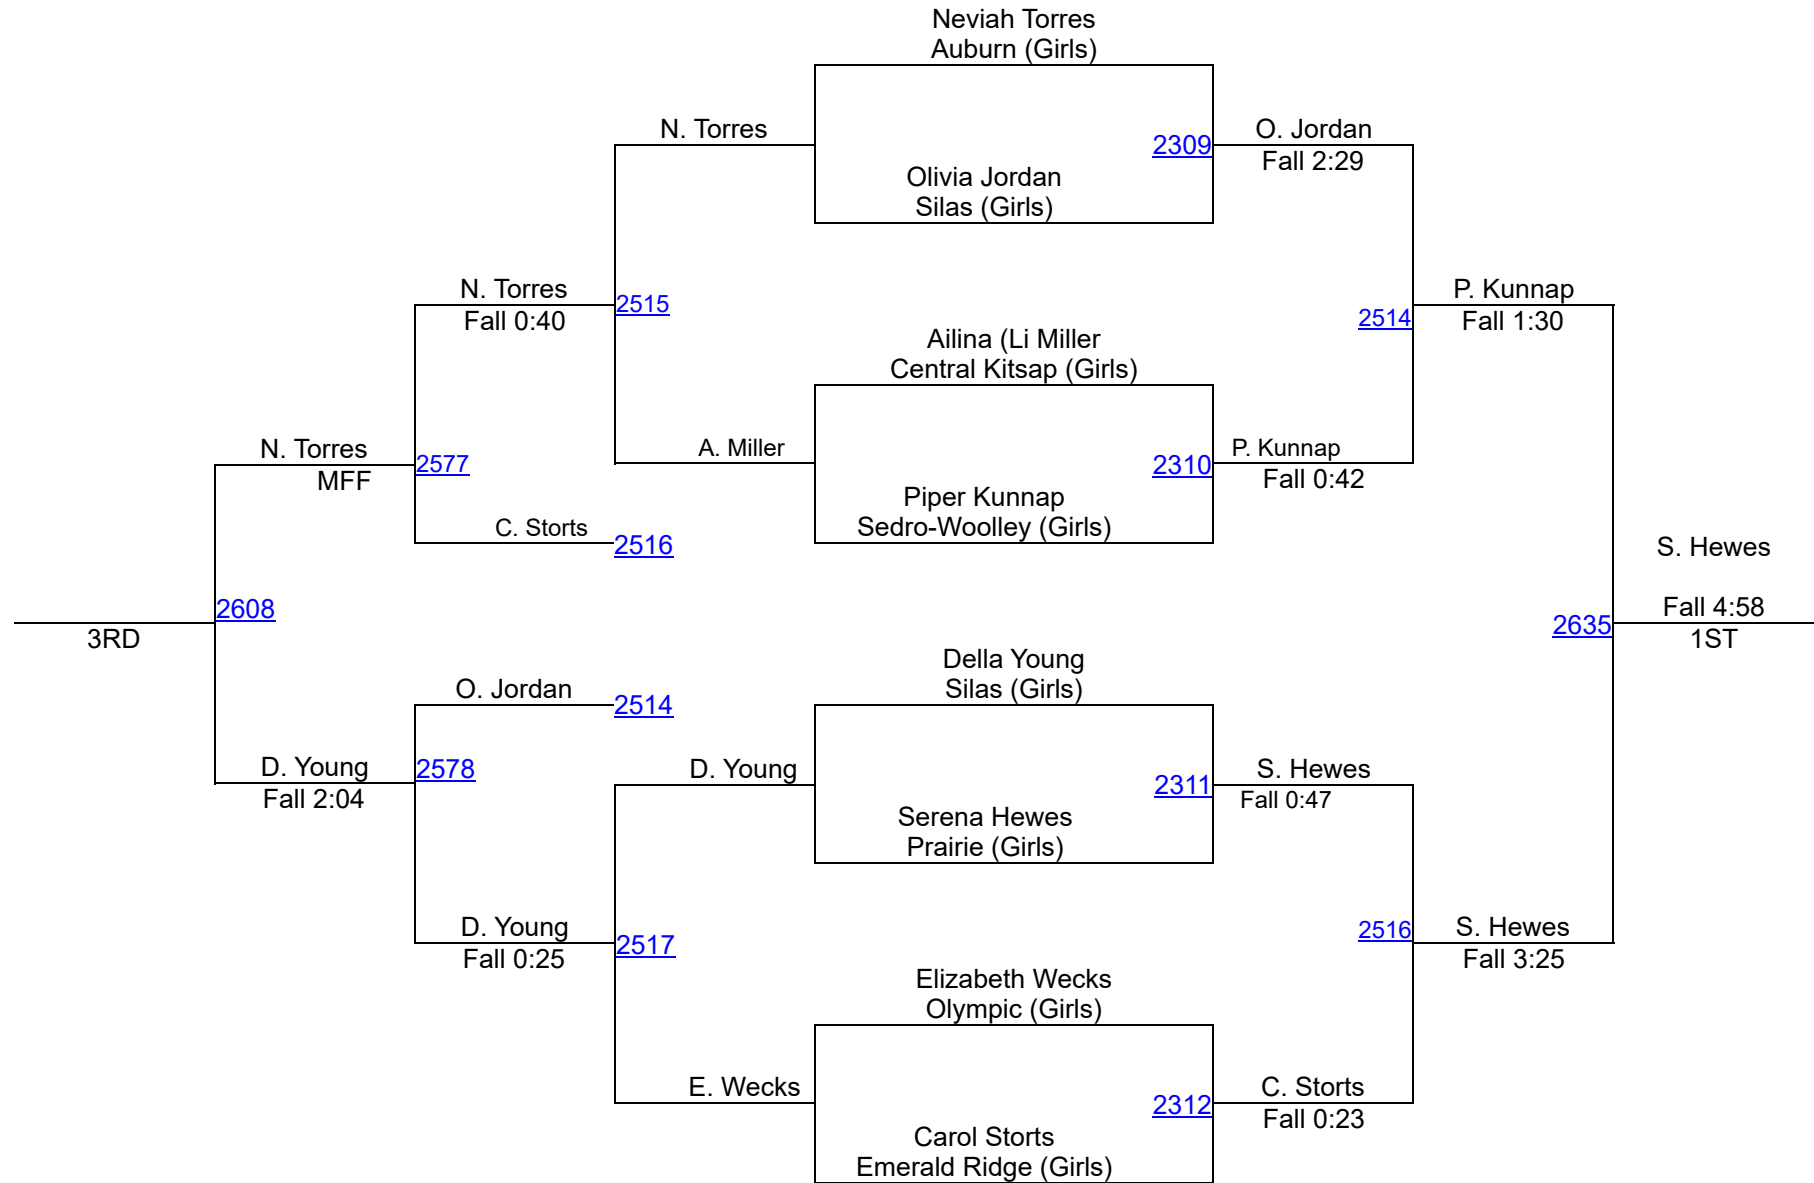 Neviah Torres
Auburn (Girls)
N. Torres
2309
O. Jordan
Fall 2:29
Olivia Jordan
Silas (Girls)
N. Torres
Fall 0:40
2515
2514
P. Kunnap
Fall 1:30
Ailina (Li Miller
Central Kitsap (Girls)
N. Torres
MFF
2577
A. Miller
2310
P. Kunnap
Fall 0:42
Piper Kunnap
Sedro-Woolley (Girls)
C. Storts
2516
S. Hewes
Fall 4:58
1ST
2635
2608
3RD
Della Young
Silas (Girls)
O. Jordan
2514
D. Young
Fall 2:04
2578
D. Young
2311
S. Hewes
Fall 0:47
Serena Hewes
Prairie (Girls)
D. Young
Fall 0:25
2517
2516
S. Hewes
Fall 3:25
Elizabeth Wecks
Olympic (Girls)
E. Wecks
2312
C. Storts
Fall 0:23
Carol Storts
Emerald Ridge (Girls)